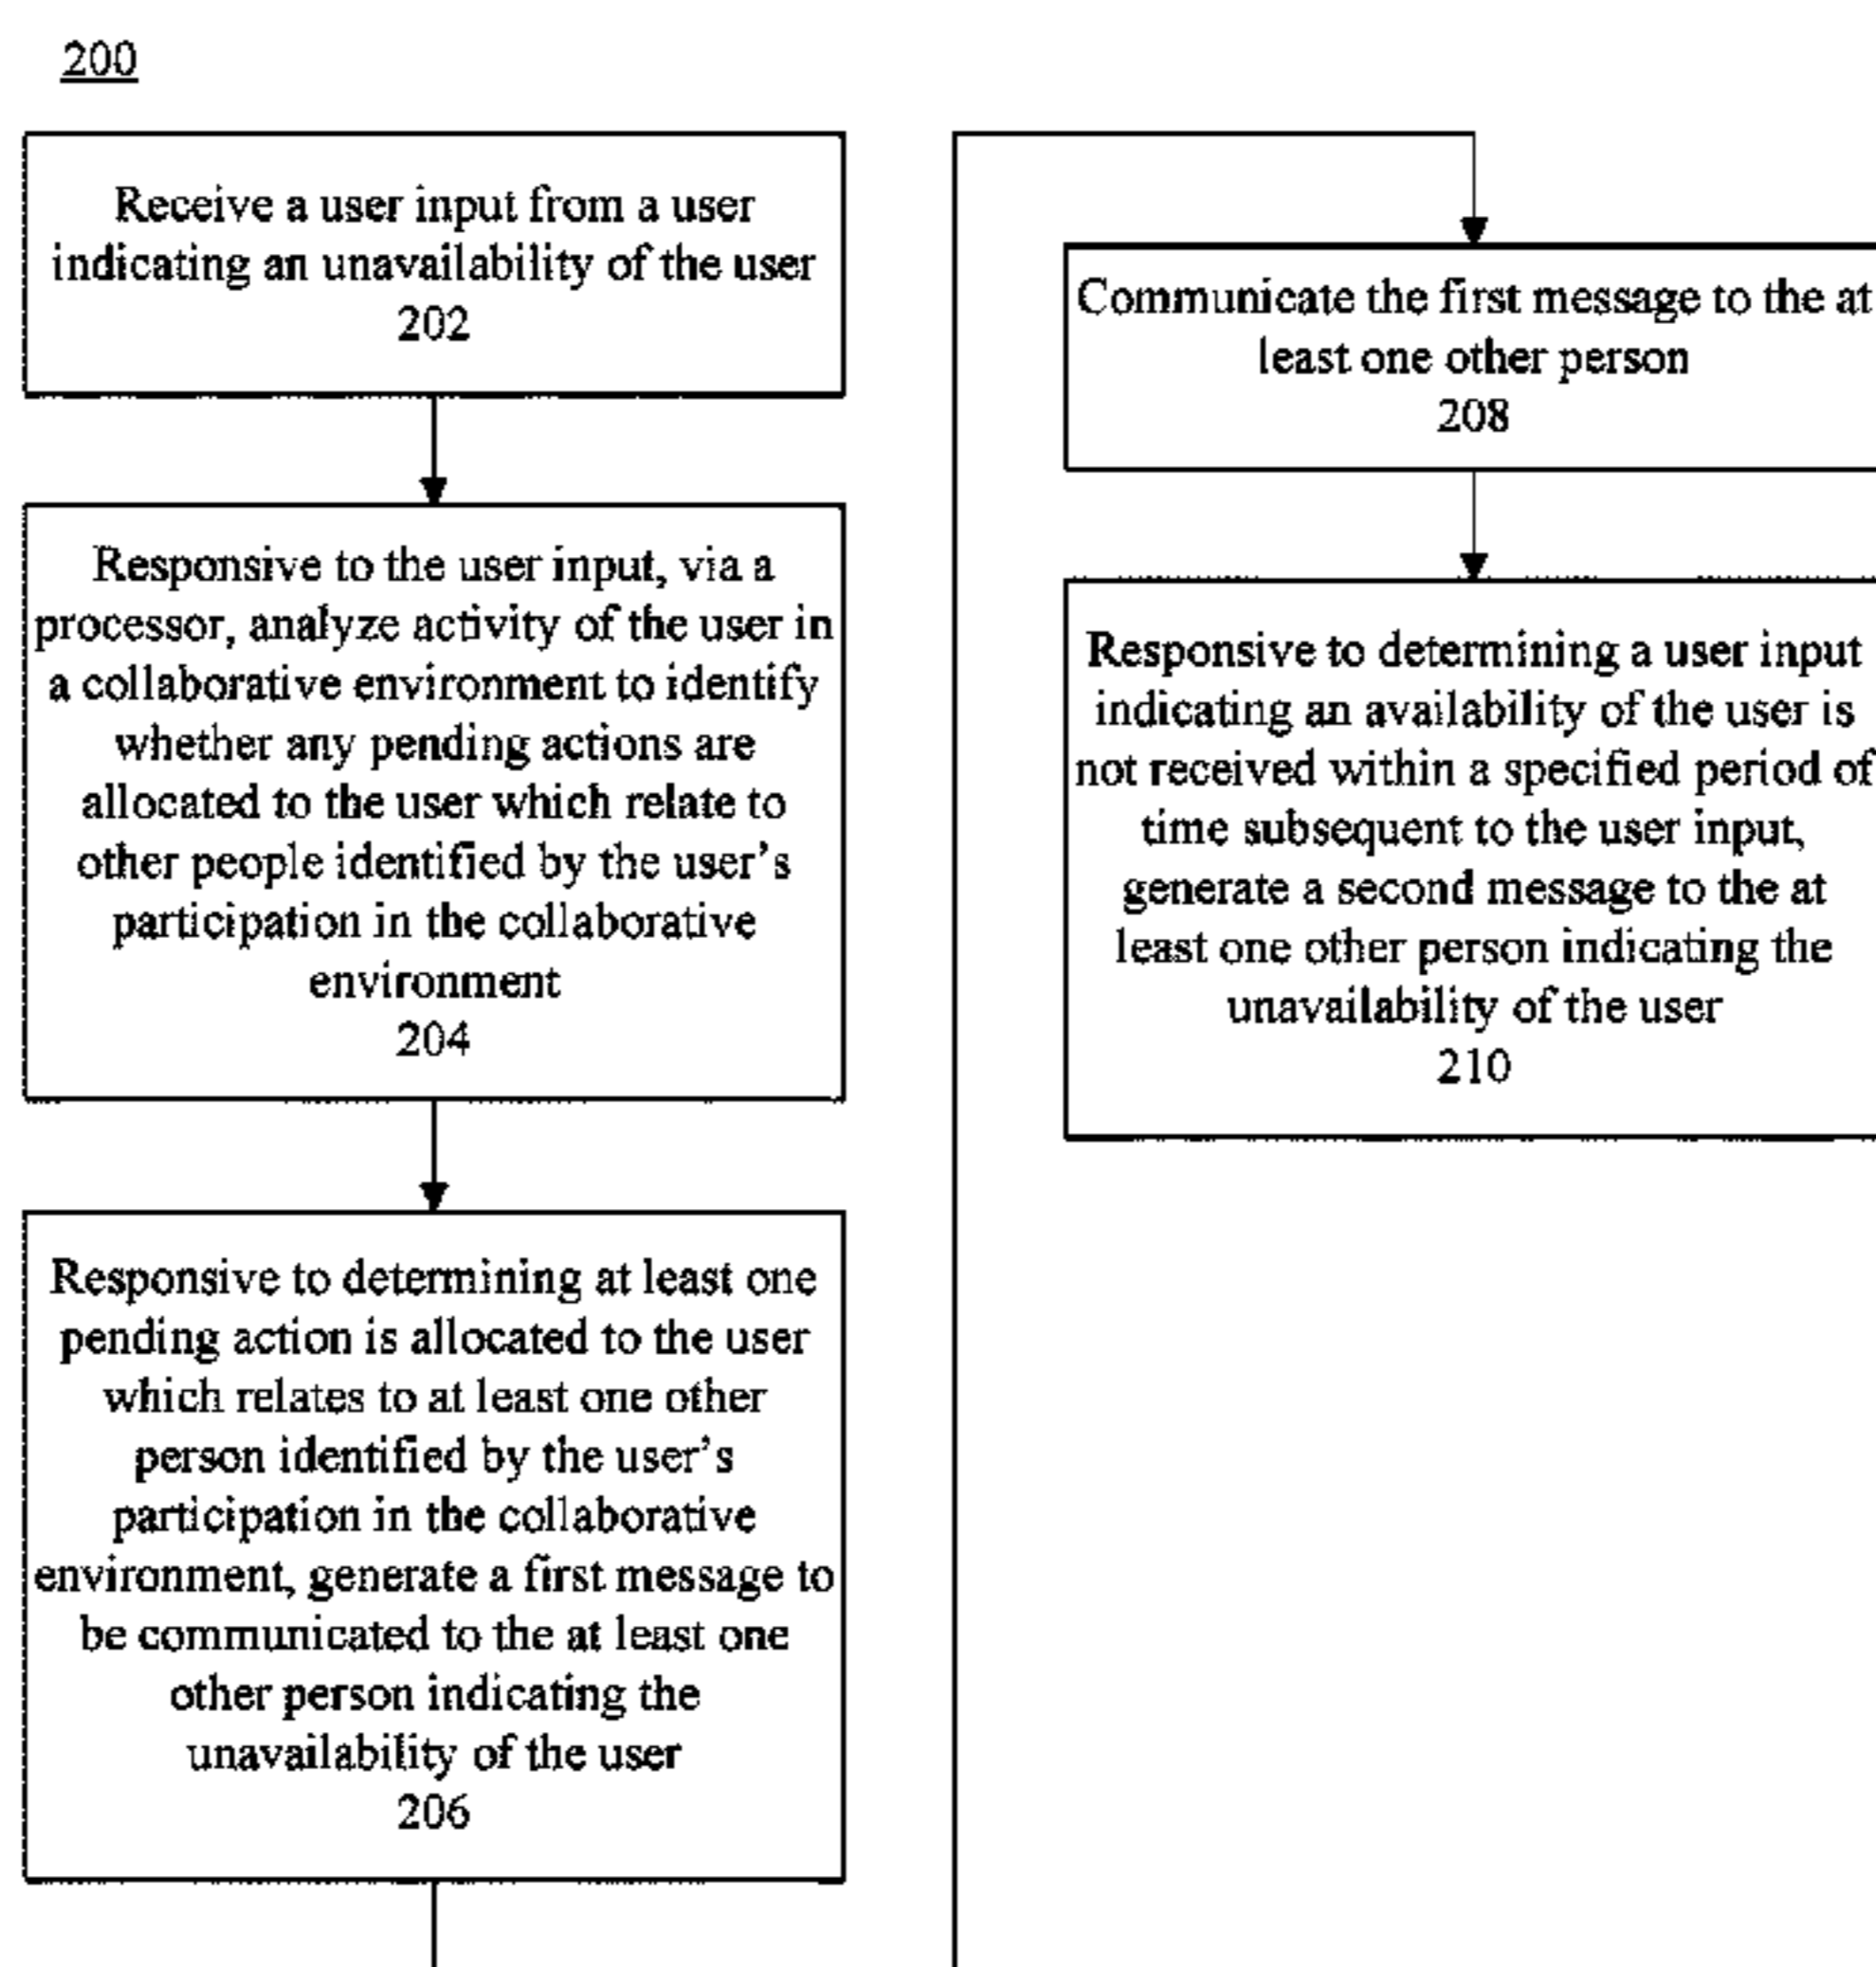 200
Receive a user input from a user
indicating an unavailability of the user
202
Responsive to the user input, via a
processor, analyze activity of the user in
a collaborative environment to identify
whether any pending actions are
allocated to the user which relate to
other people identified by the user's
participation in the collaborative
environment
204
Responsive to determining at least one
pending action is allocated to the user
which relates to at least one other
person identified by the user's
participation in the collaborative
environment, generate a first message to
be communicated to the at least one
other person indicating the
unavailability of the user
206
Communicate the first message to the at
least one other person
208
Responsive to determining a user input
indicating an availability of the user is
not received within a specified period of
time subsequent to the user input,
generate a second message to the at
least one other person indicating the
unavailability of the user
210